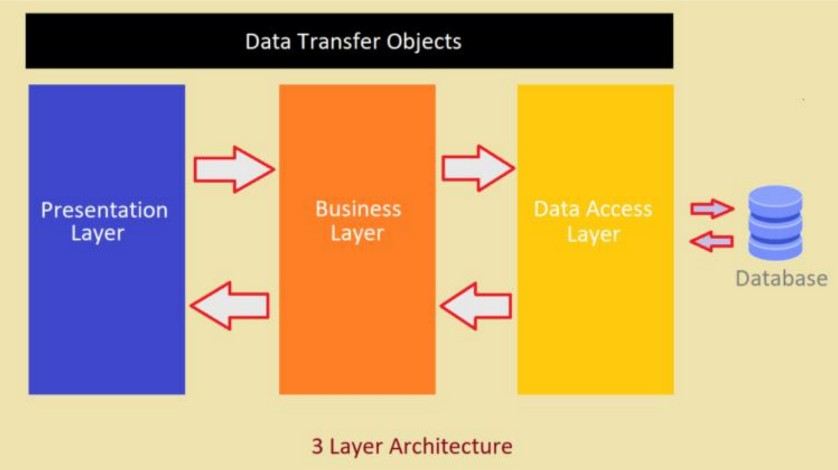 Data Transfer Objects
Presentation
Layer
Business
Layer
Data Access
Layer
Database
3 Layer Architecture